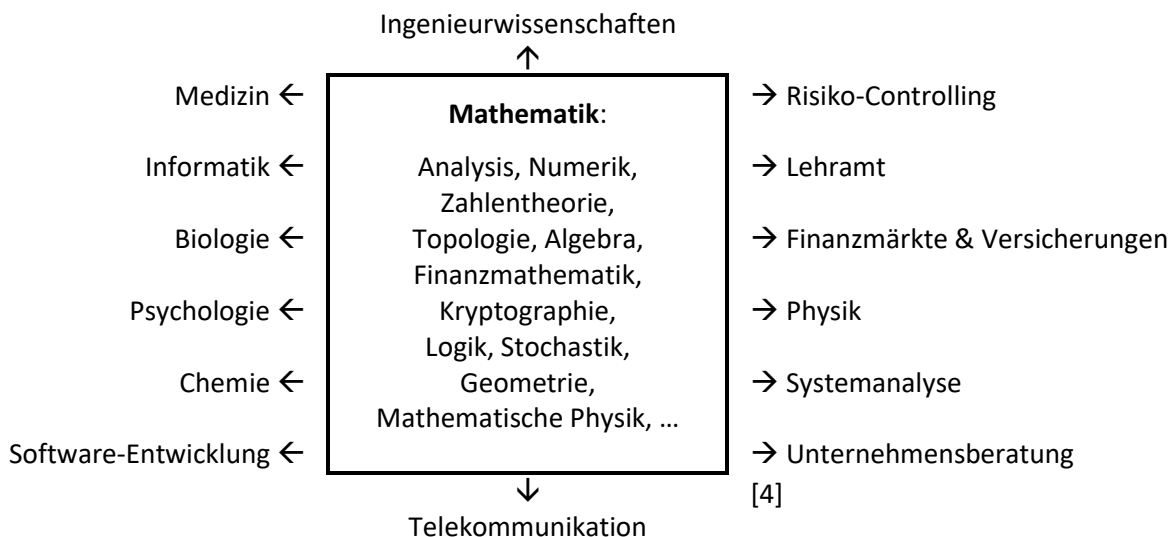 Ingenieurwissenschaften
↑
Medizin ←
Informatik ←
Biologie ←
Psychologie ←
Chemie ←
Software-Entwicklung ←
Mathematik:
Analysis, Numerik,
Zahlentheorie,
Topologie, Algebra,
Finanzmathematik,
Kryptographie,
Logik, Stochastik,
Geometrie,
Mathematische Physik, …
→ Risiko-Controlling
→ Lehramt
→ Finanzmärkte & Versicherungen
→ Physik
→ Systemanalyse
→ Unternehmensberatung
[4]
↓
Telekommunikation